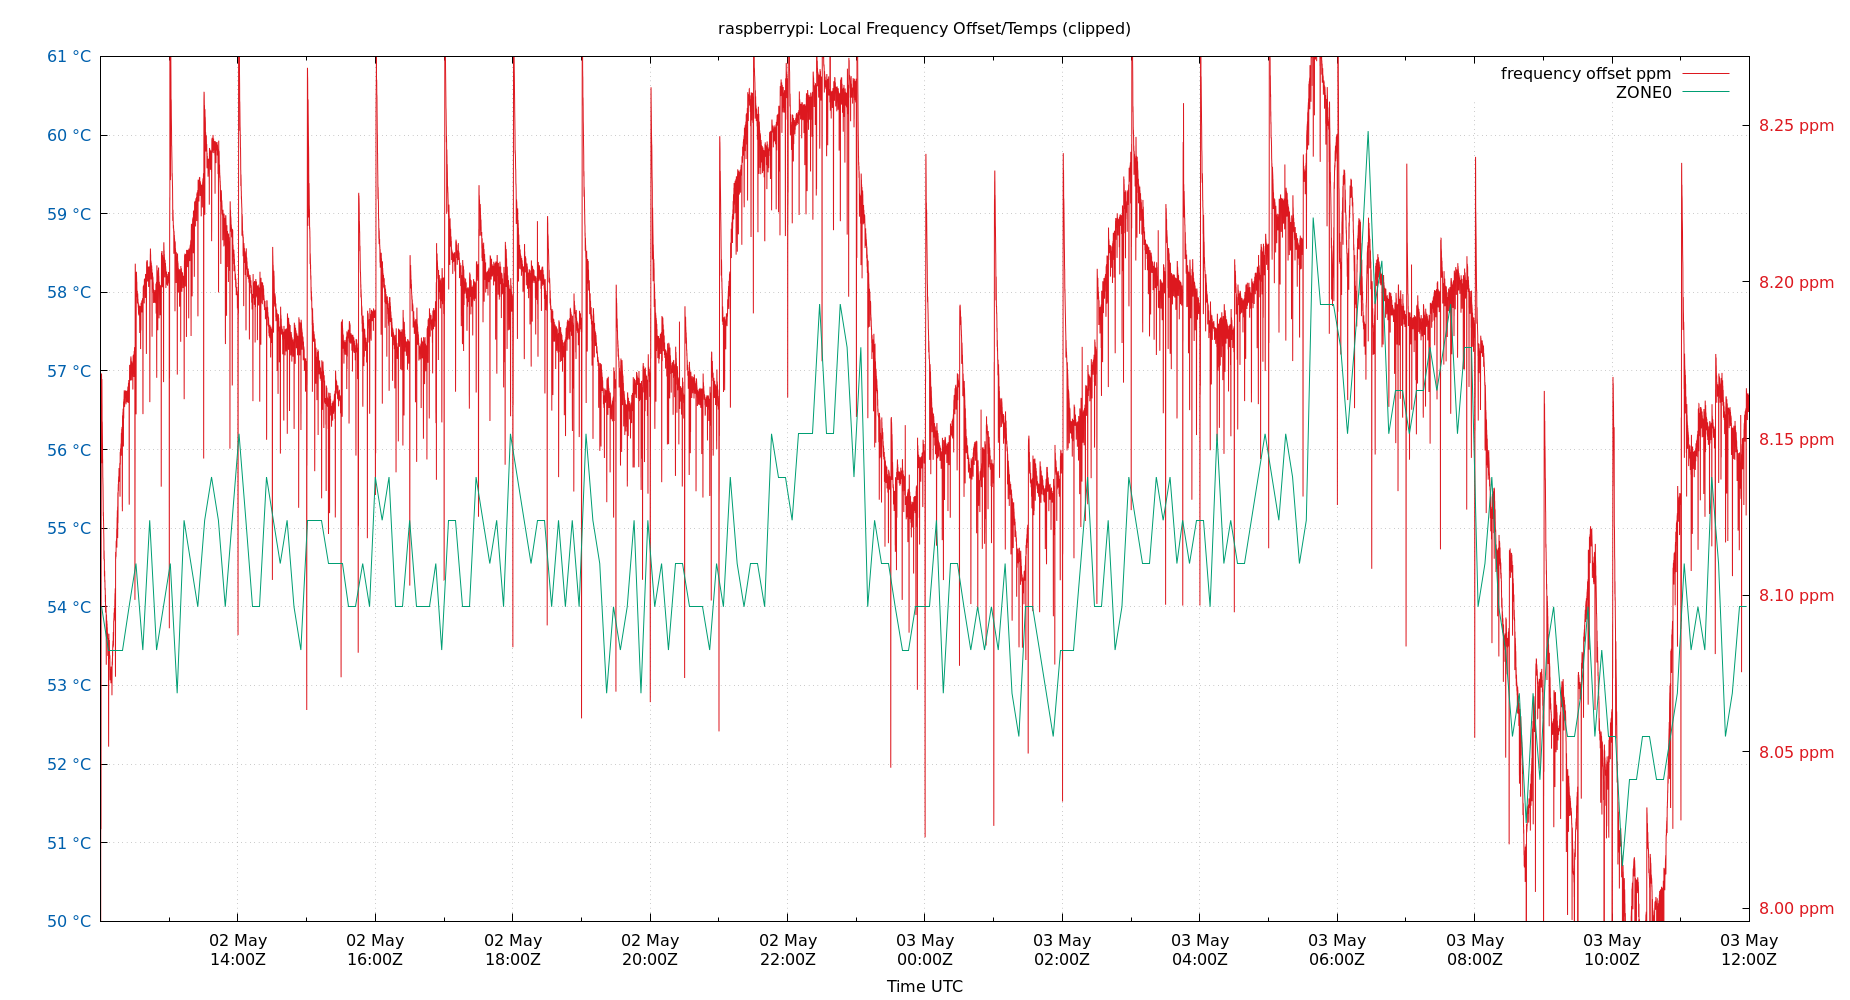 raspberrypi: Local Frequency Offset/Temps (clipped)
61 °C
60 °C
59 °C
58 °C
57 °C
56 °C
55 °C
54 °C
53 °C
52 °C
51 °C
50 °C
frequency offset ppm
ZONE0
8.25 ppm
8.20 ppm
8.15 ppm
8.10 ppm
8.05 ppm
8.00 ppm
02 May 02 May 02 May 02 May 02 May 03 May 03 May 03 May 03 May 03 May 03 May 03 May
14:00Z 16:00Z 18:00Z 20:00Z 22:00Z 00:00Z 02:00Z 04:00Z 06:00Z 08:00Z 10:00Z 12:00Z
Time UTC